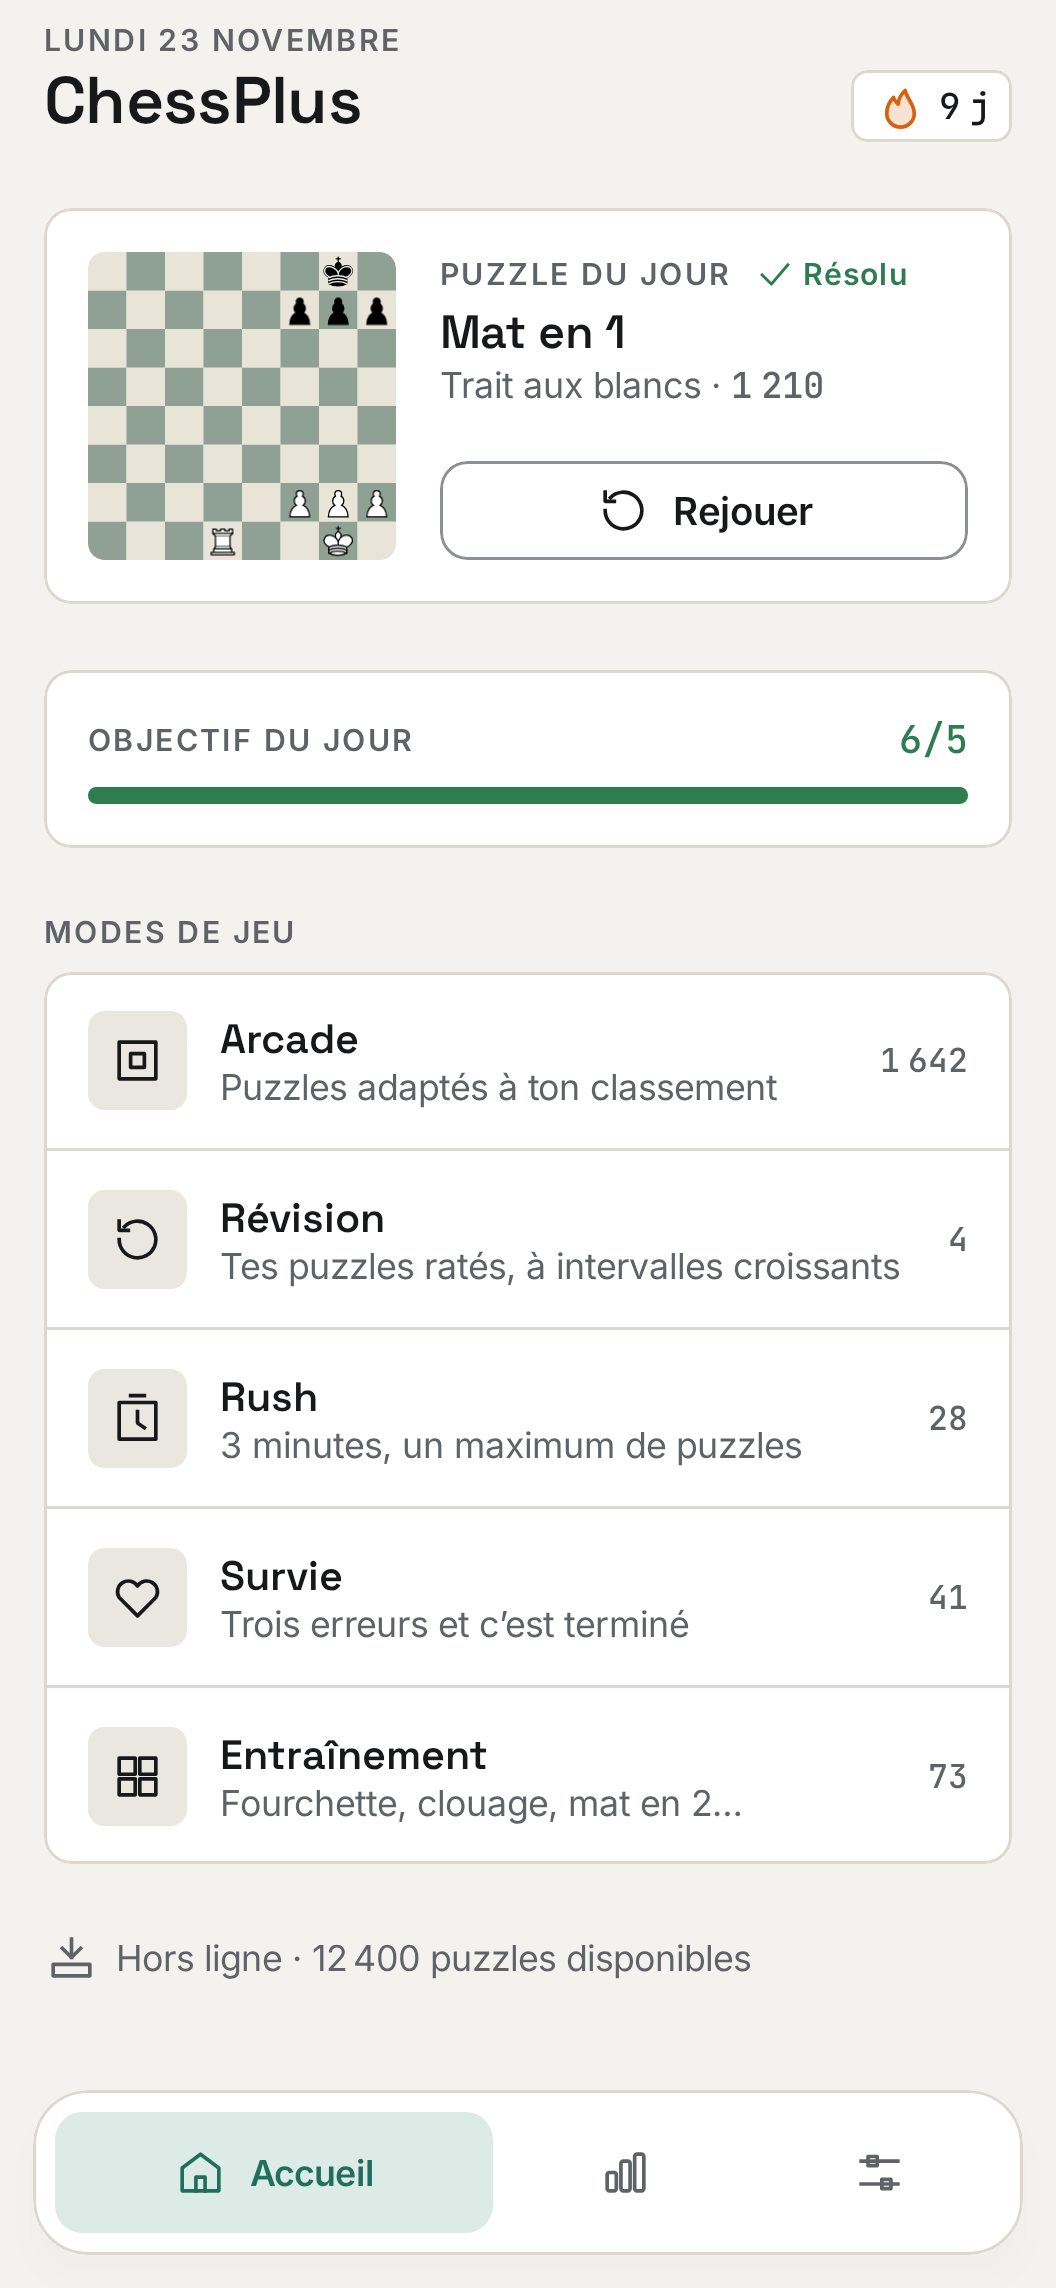 LUNDI 23 NOVEMBRE
ChessPlus
9 j
PUZZLE DU JOUR
Résolu
Mat en 1
Trait aux blancs · 1 210
Rejouer
OBJECTIF DU JOUR
6/5
MODES DE JEU
Arcade
Puzzles adaptés à ton classement
1 642
Révision
Tes puzzles ratés, à intervalles croissants
4
Rush
3 minutes, un maximum de puzzles
28
Survie
Trois erreurs et c’est terminé
41
Entraînement
Fourchette, clouage, mat en 2…
73
Hors ligne · 12 400 puzzles disponibles
Accueil